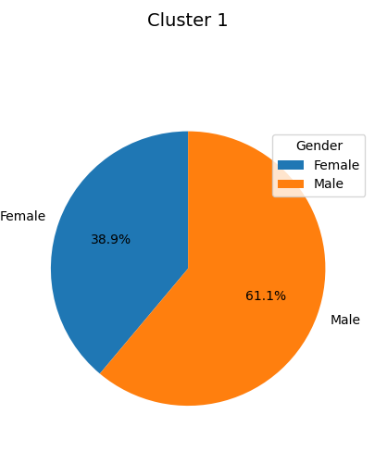 Cluster 1
Gender
Female
Male
Female
38.9%
61.1%
Male